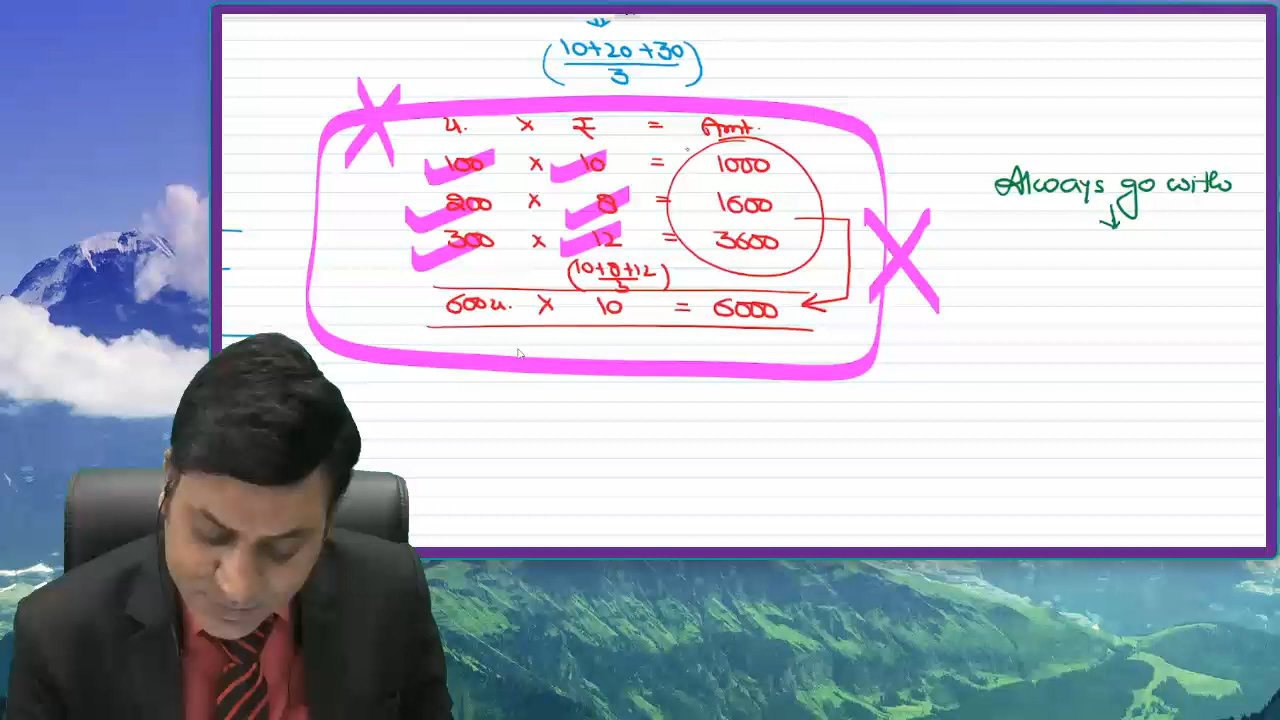 (10+20+30
3)
u. × ₹ = Amt.
100 × 10 = 1000
200 × 8 = 1600
300 × 12 = 3600
(10+8+12
3)
600u. × 10 = 6000
Always go with